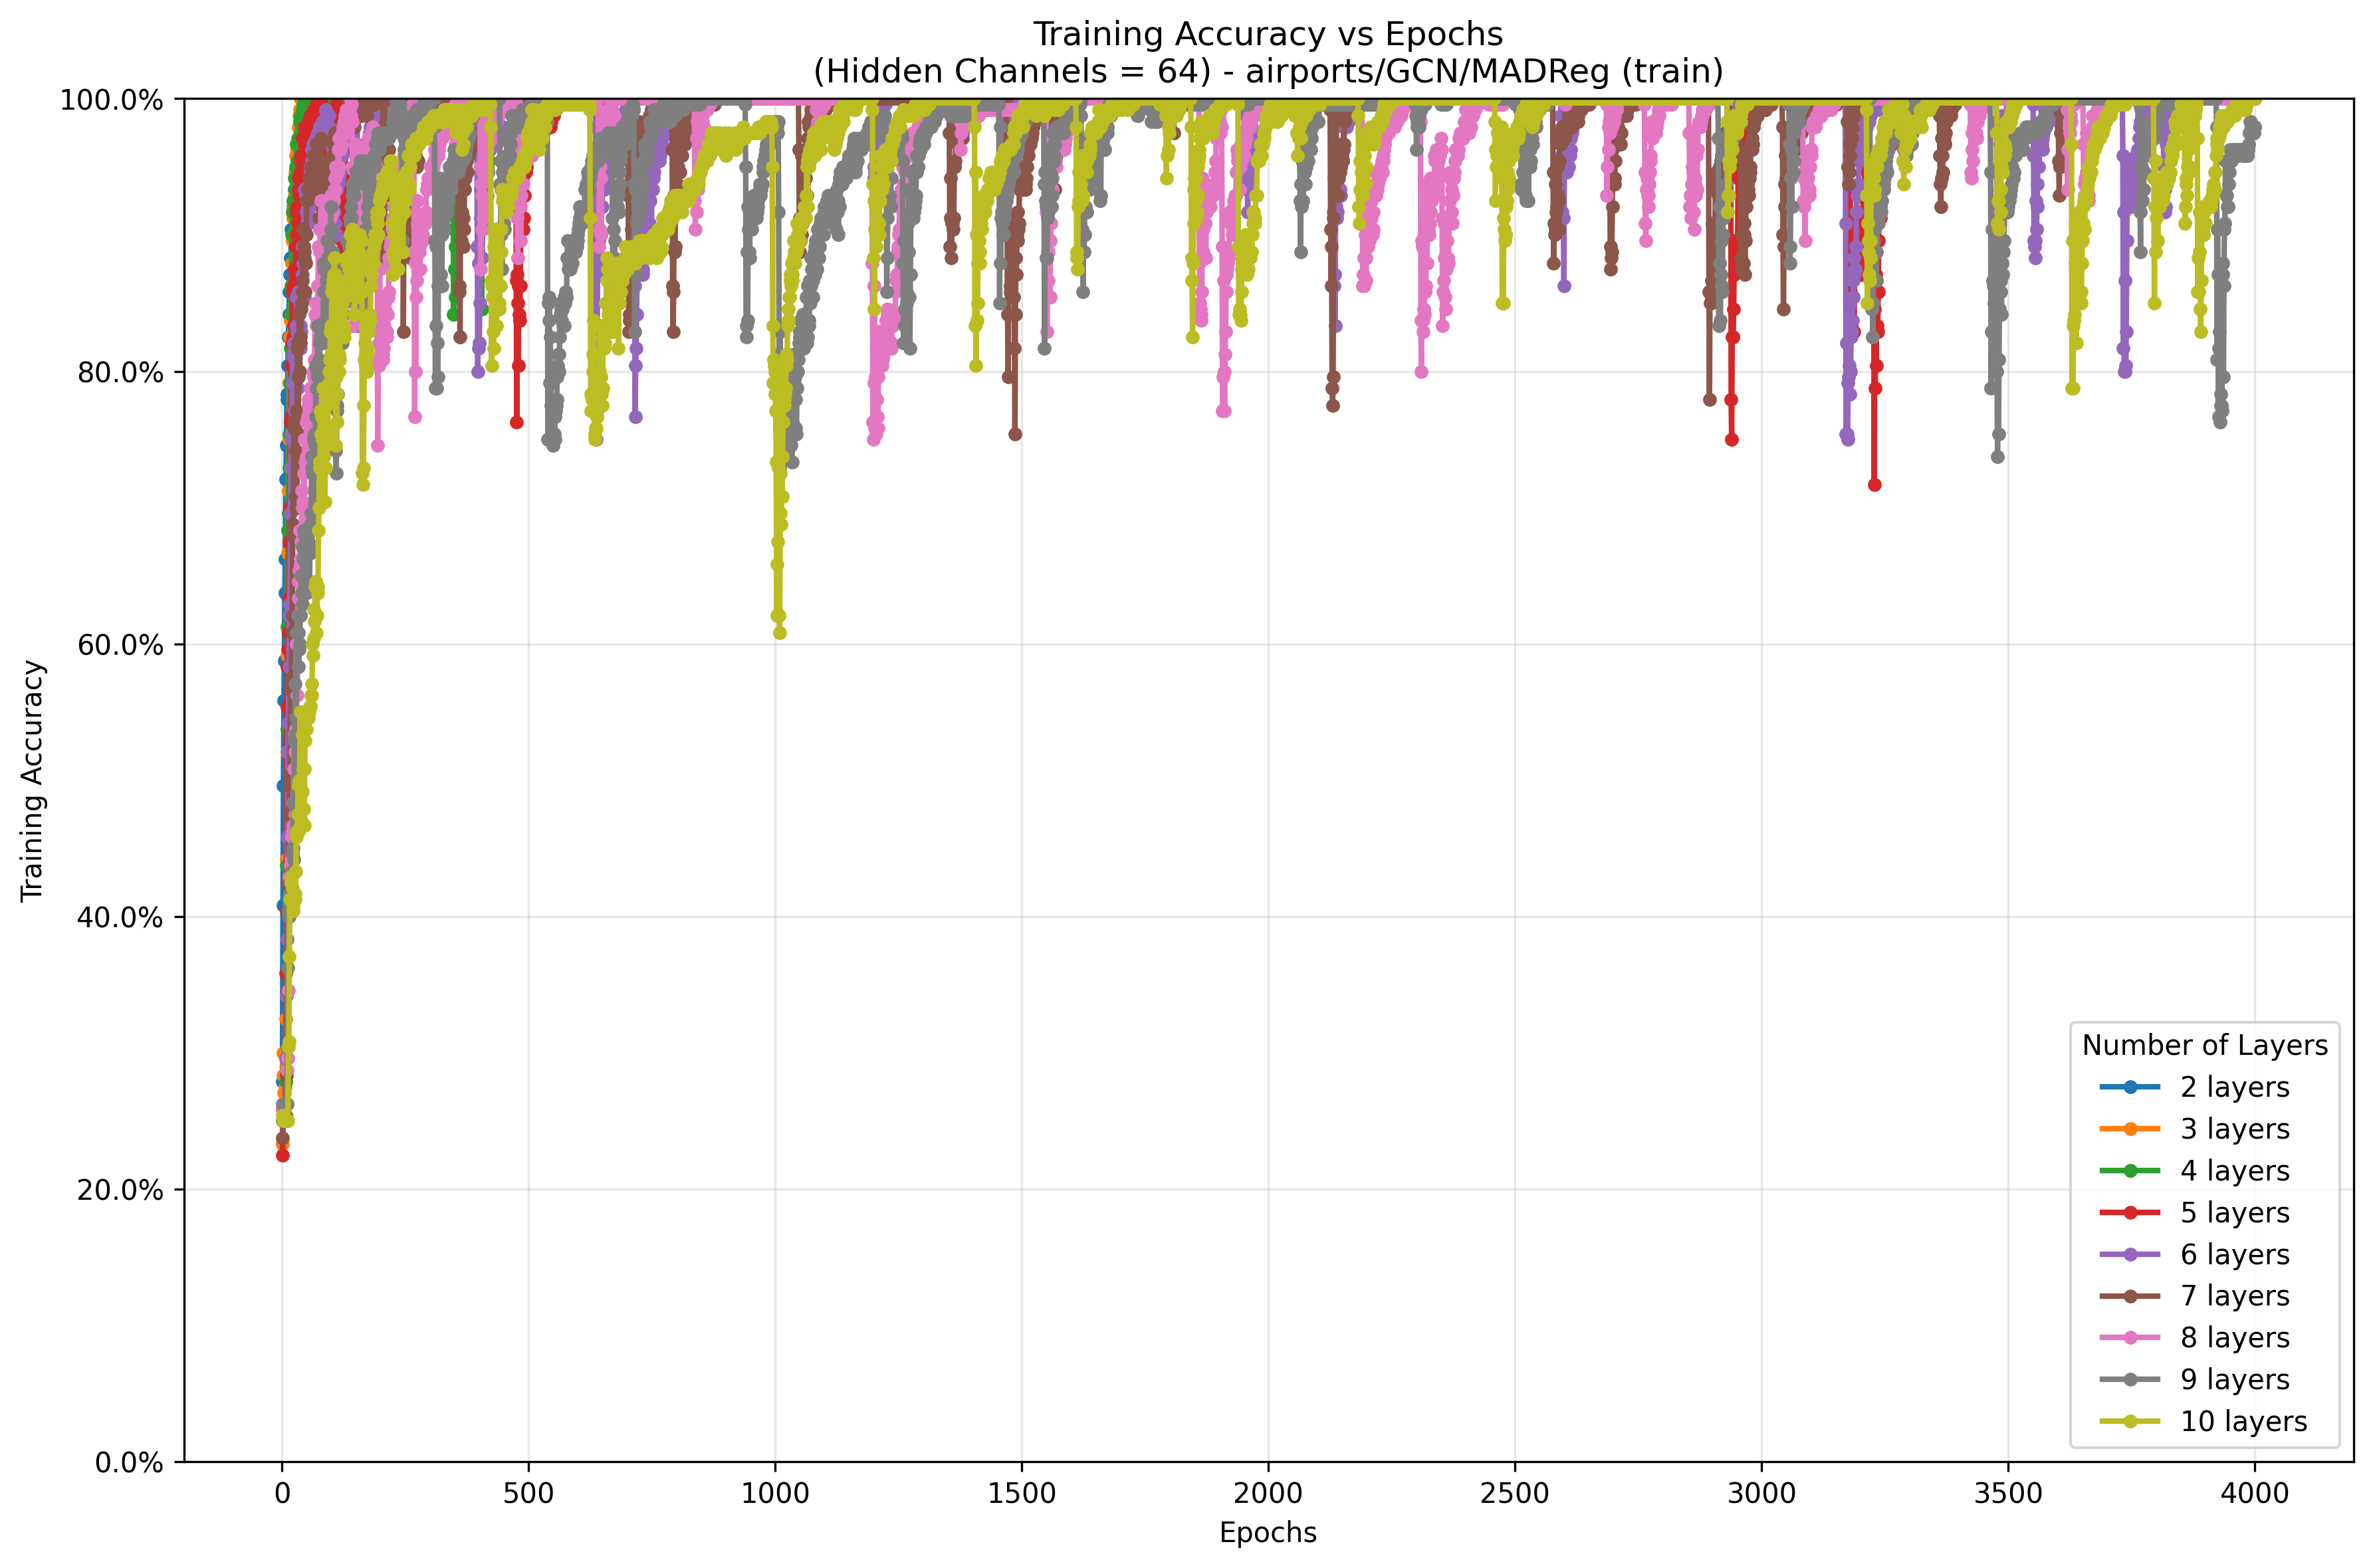 Training Accuracy vs Epochs
(Hidden Channels = 64) - airports/GCN/MADReg (train)
100.0%
80.0%
60.0%
40.0%
20.0%
0.0%
Training Accuracy
0 500 1000 1500 2000 2500 3000 3500 4000
Epochs
Number of Layers
2 layers
3 layers
4 layers
5 layers
6 layers
7 layers
8 layers
9 layers
10 layers